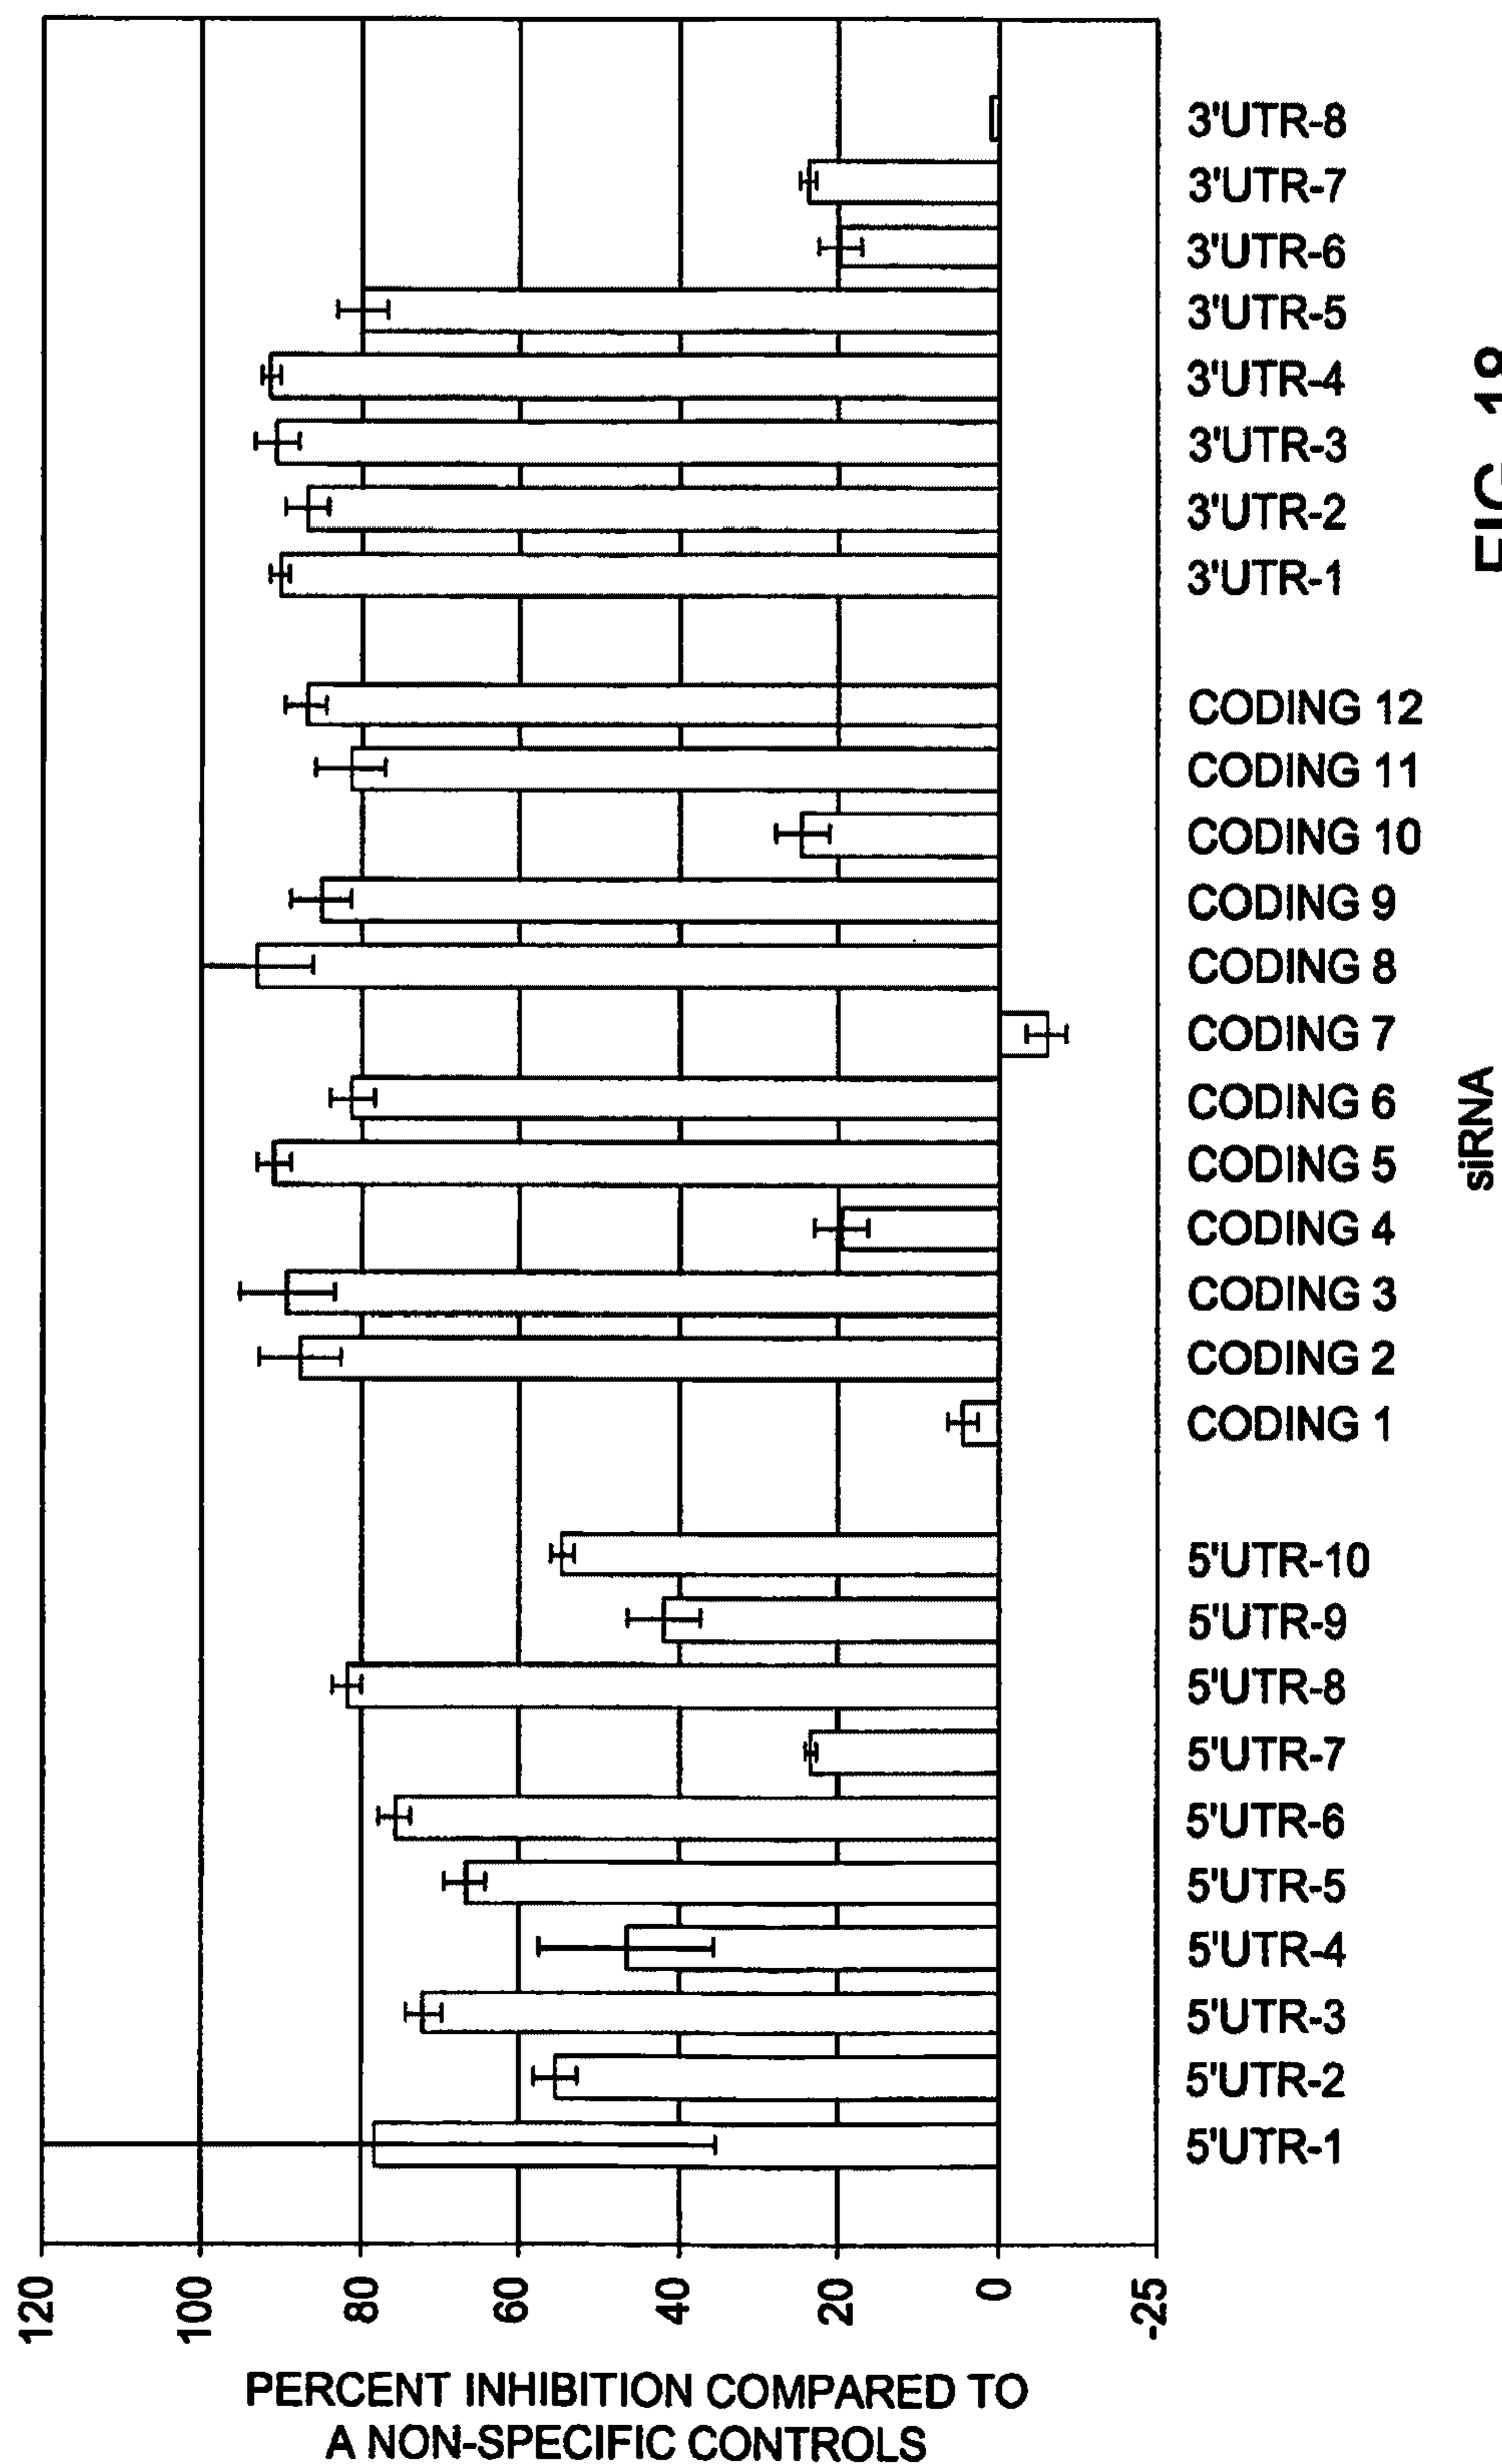 120
100
80
60
40
20
0
-25
PERCENT INHIBITION COMPARED TO
A NON-SPECIFIC CONTROLS
3'UTR-8
3'UTR-7
3'UTR-6
3'UTR-5
3'UTR-4
3'UTR-3
3'UTR-2
3'UTR-1
CODING 12
CODING 11
CODING 10
CODING 9
CODING 8
CODING 7
CODING 6
CODING 5
CODING 4
CODING 3
CODING 2
CODING 1
5'UTR-10
5'UTR-9
5'UTR-8
5'UTR-7
5'UTR-6
5'UTR-5
5'UTR-4
5'UTR-3
5'UTR-2
5'UTR-1
siRNA
FIG. 18